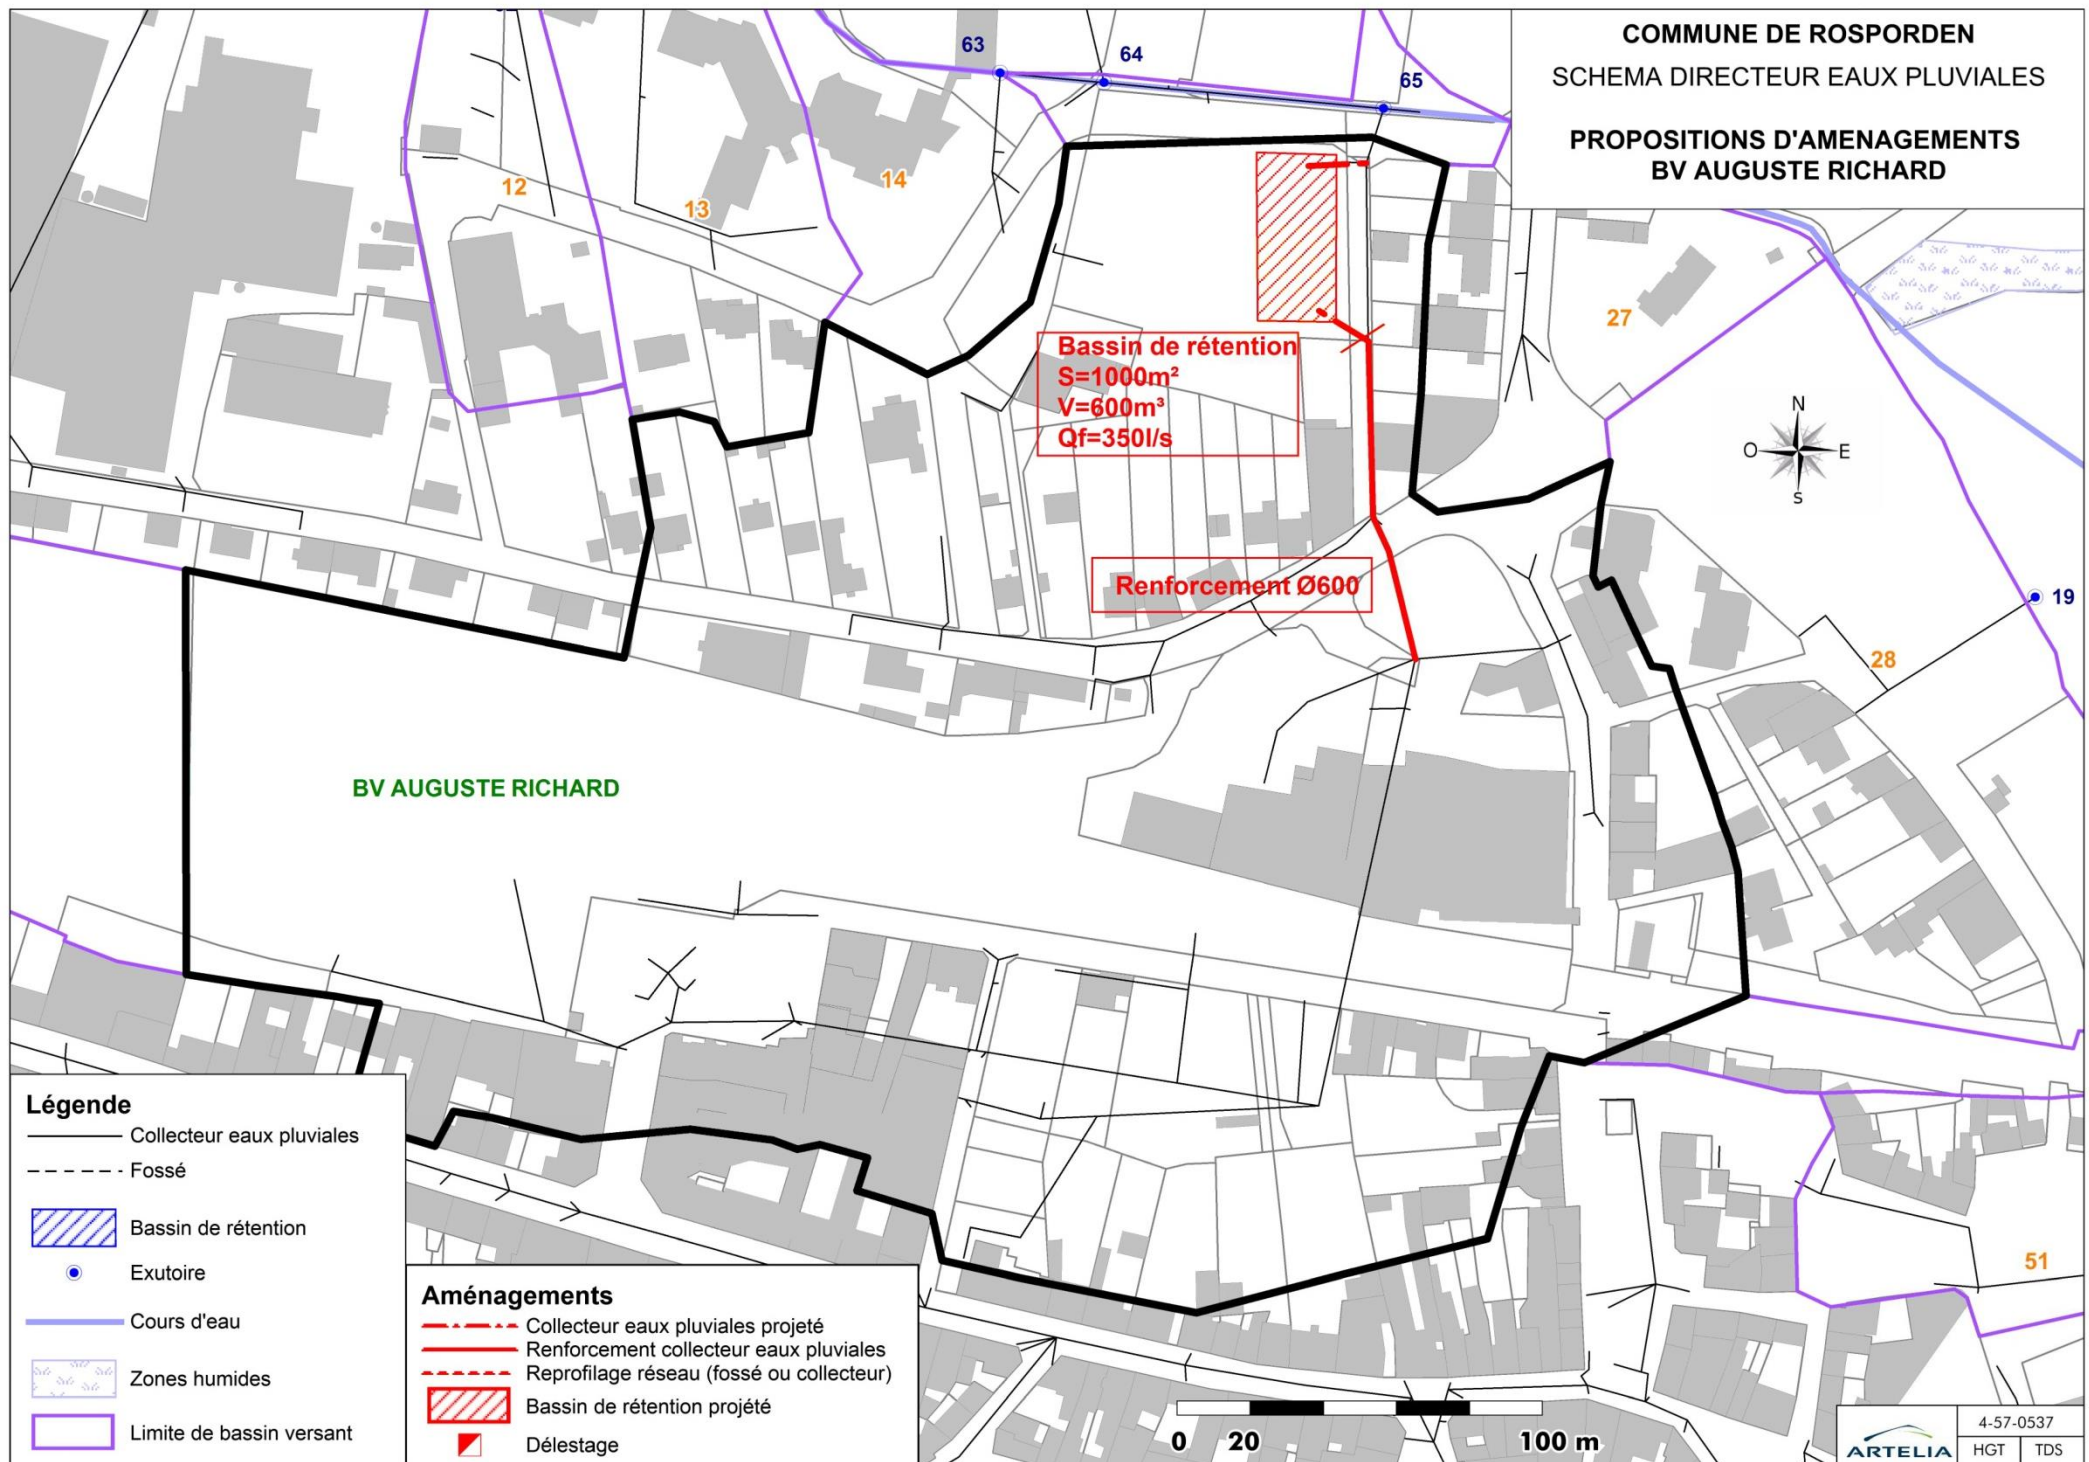 COMMUNE DE ROSPORDEN
SCHEMA DIRECTEUR EAUX PLUVIALES
PROPOSITIONS D'AMENAGEMENTS
BV AUGUSTE RICHARD
63
64
65
12
13
14
27
Bassin de rétention
S=1000m²
V=600m³
Qf=350l/s
N
O
E
S
Renforcement Ø600
19
28
BV AUGUSTE RICHARD
51
Légende
Collecteur eaux pluviales
Fossé
Bassin de rétention
Exutoire
Cours d'eau
Zones humides
Limite de bassin versant
Aménagements
Collecteur eaux pluviales projeté
Renforcement collecteur eaux pluviales
Reprofilage réseau (fossé ou collecteur)
Bassin de rétention projété
Délestage
0 20 100 m
ARTELIA
4-57-0537
HGT TDS